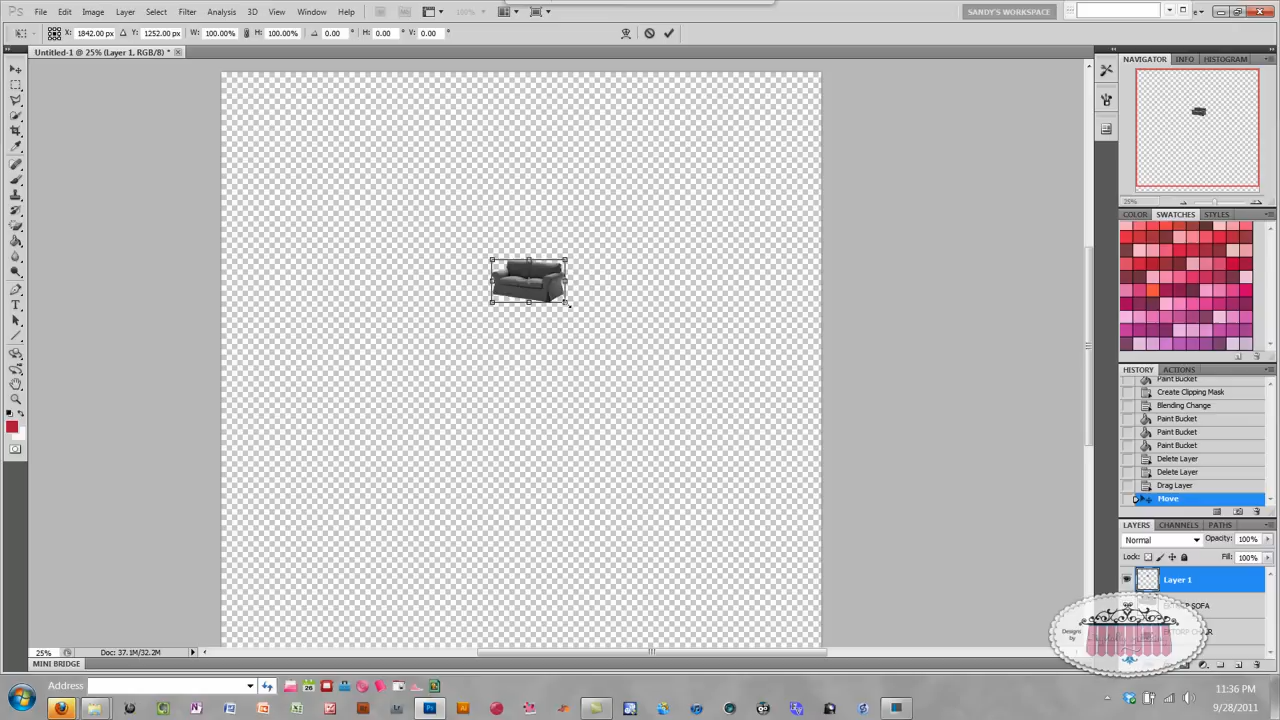 PS File Edit Image Layer Select Filter Analysis 3D View Window Help 100% SANDY'S WORKSPACE
X: 1842.00 px Y: 1252.00 px W: 100.00% H: 100.00% 0.00 ° H: 0.00 ° V: 0.00 °
Untitled-1 @ 25% (Layer 1, RGB/8) *
NAVIGATOR INFO HISTOGRAM
25%
COLOR SWATCHES STYLES
HISTORY ACTIONS
Paint Bucket
Create Clipping Mask
Blending Change
Paint Bucket
Paint Bucket
Paint Bucket
Delete Layer
Delete Layer
Drag Layer
Move
LAYERS CHANNELS PATHS
Normal Opacity: 100%
Lock: Fill: 100%
Layer 1
SOFA
Designs by
25% Doc: 37.1M/32.2M
MINI BRIDGE
Address
11:36 PM
9/28/2011